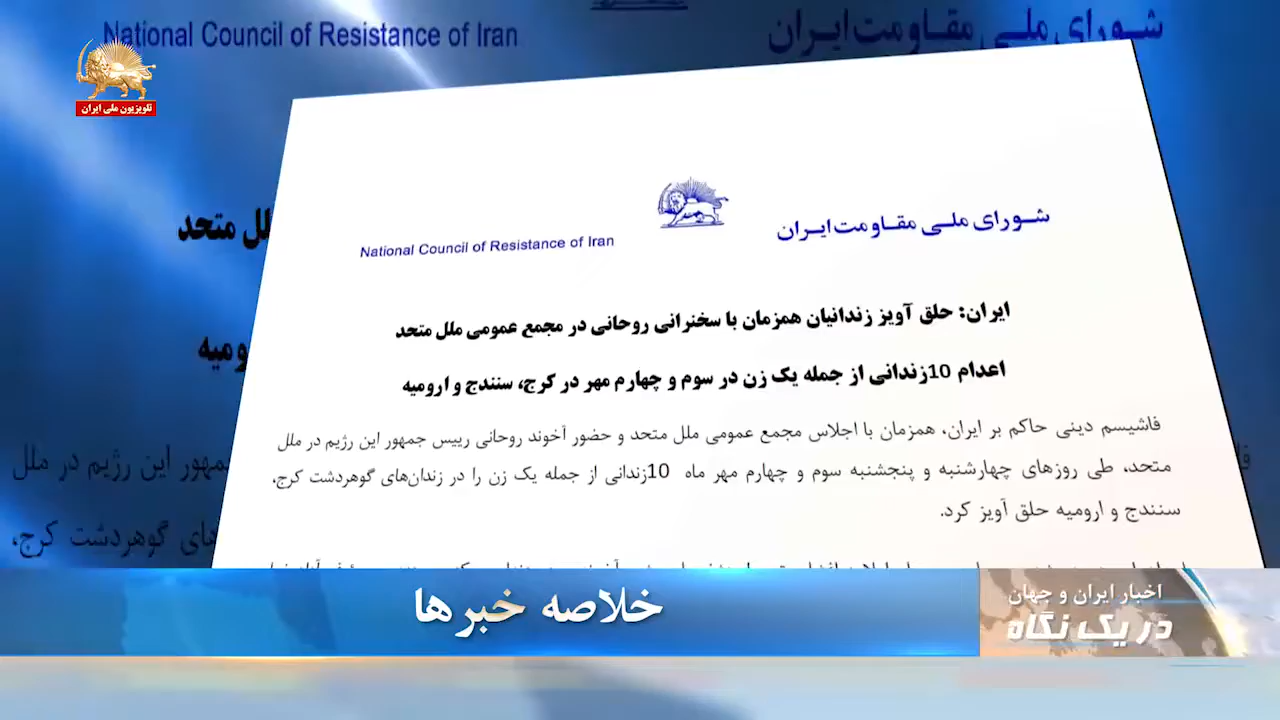 National Council of Resistance of Iran
شورای ملی مقاومت ایران
تلویزیون ملی ایران
شورای ملی مقاومت ایران
National Council of Resistance of Iran
ایران: حلق آویز زندانیان همزمان با سخنرانی روحانی در مجمع عمومی ملل متحد
اعدام 10زندانی از جمله یک زن در سوم و چهارم مهر در کرج، سنندج و ارومیه
فاشیسم دینی حاکم بر ایران، همزمان با اجلاس مجمع عمومی ملل متحد و حضور آخوند روحانی رییس جمهور این رژیم در ملل
متحد، طی روزهای چهارشنبه و پنجشنبه سوم و چهارم مهر ماه 10زندانی از جمله یک زن را در زندان‌های گوهردشت کرج،
سنندج و ارومیه حلق آویز کرد.
متحد
جمهور این رژیم در ملل
گوهردشت کرج،
اخبار ایران و جهان
در یک نگاه
خلاصه خبرها